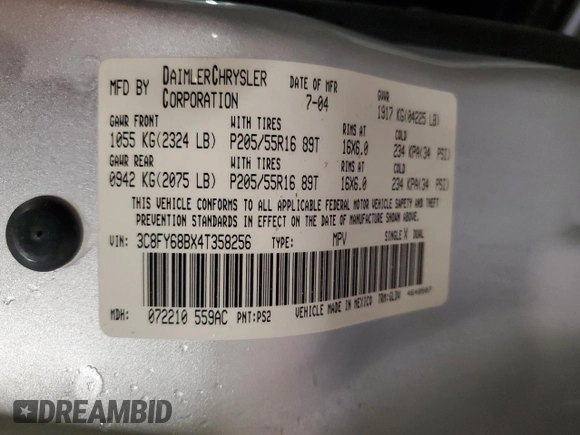 MFD BY DAIMLERCHRYSLER CORPORATION DATE OF MFR 7-04 GVWR 1917 KG(04225 LB)
GAWR FRONT WITH TIRES RIMS AT COLD
1055 KG(2324 LB) P205/55R16 89T 16X6.0 234 KPA(34 PSI)
GAWR REAR WITH TIRES RIMS AT COLD
0942 KG(2075 LB) P205/55R16 89T 16X6.0 234 KPA(34 PSI)
THIS VEHICLE CONFORMS TO ALL APPLICABLE FEDERAL MOTOR VEHICLE SAFETY AND THEFT
PREVENTION STANDARDS IN EFFECT ON THE DATE OF MANUFACTURE SHOWN ABOVE.
VIN: 3C8FY68BX4T358256 TYPE: MPV SINGLE X DUAL
MDH: 072210 559AC PNT:PS2 VEHICLE MADE IN MEXICO TRM:GLDV
DREAMBID